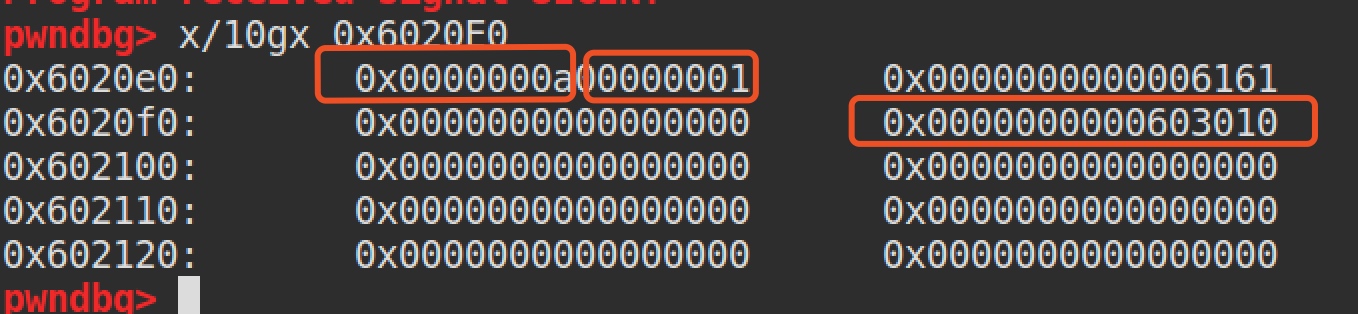 pwndbg> x/10gx 0x6020E0
0x6020e0: 0x0000000a00000001 0x0000000000006161
0x6020f0: 0x0000000000000000 0x0000000000603010
0x602100: 0x0000000000000000 0x0000000000000000
0x602110: 0x0000000000000000 0x0000000000000000
0x602120: 0x0000000000000000 0x0000000000000000
pwndbg>